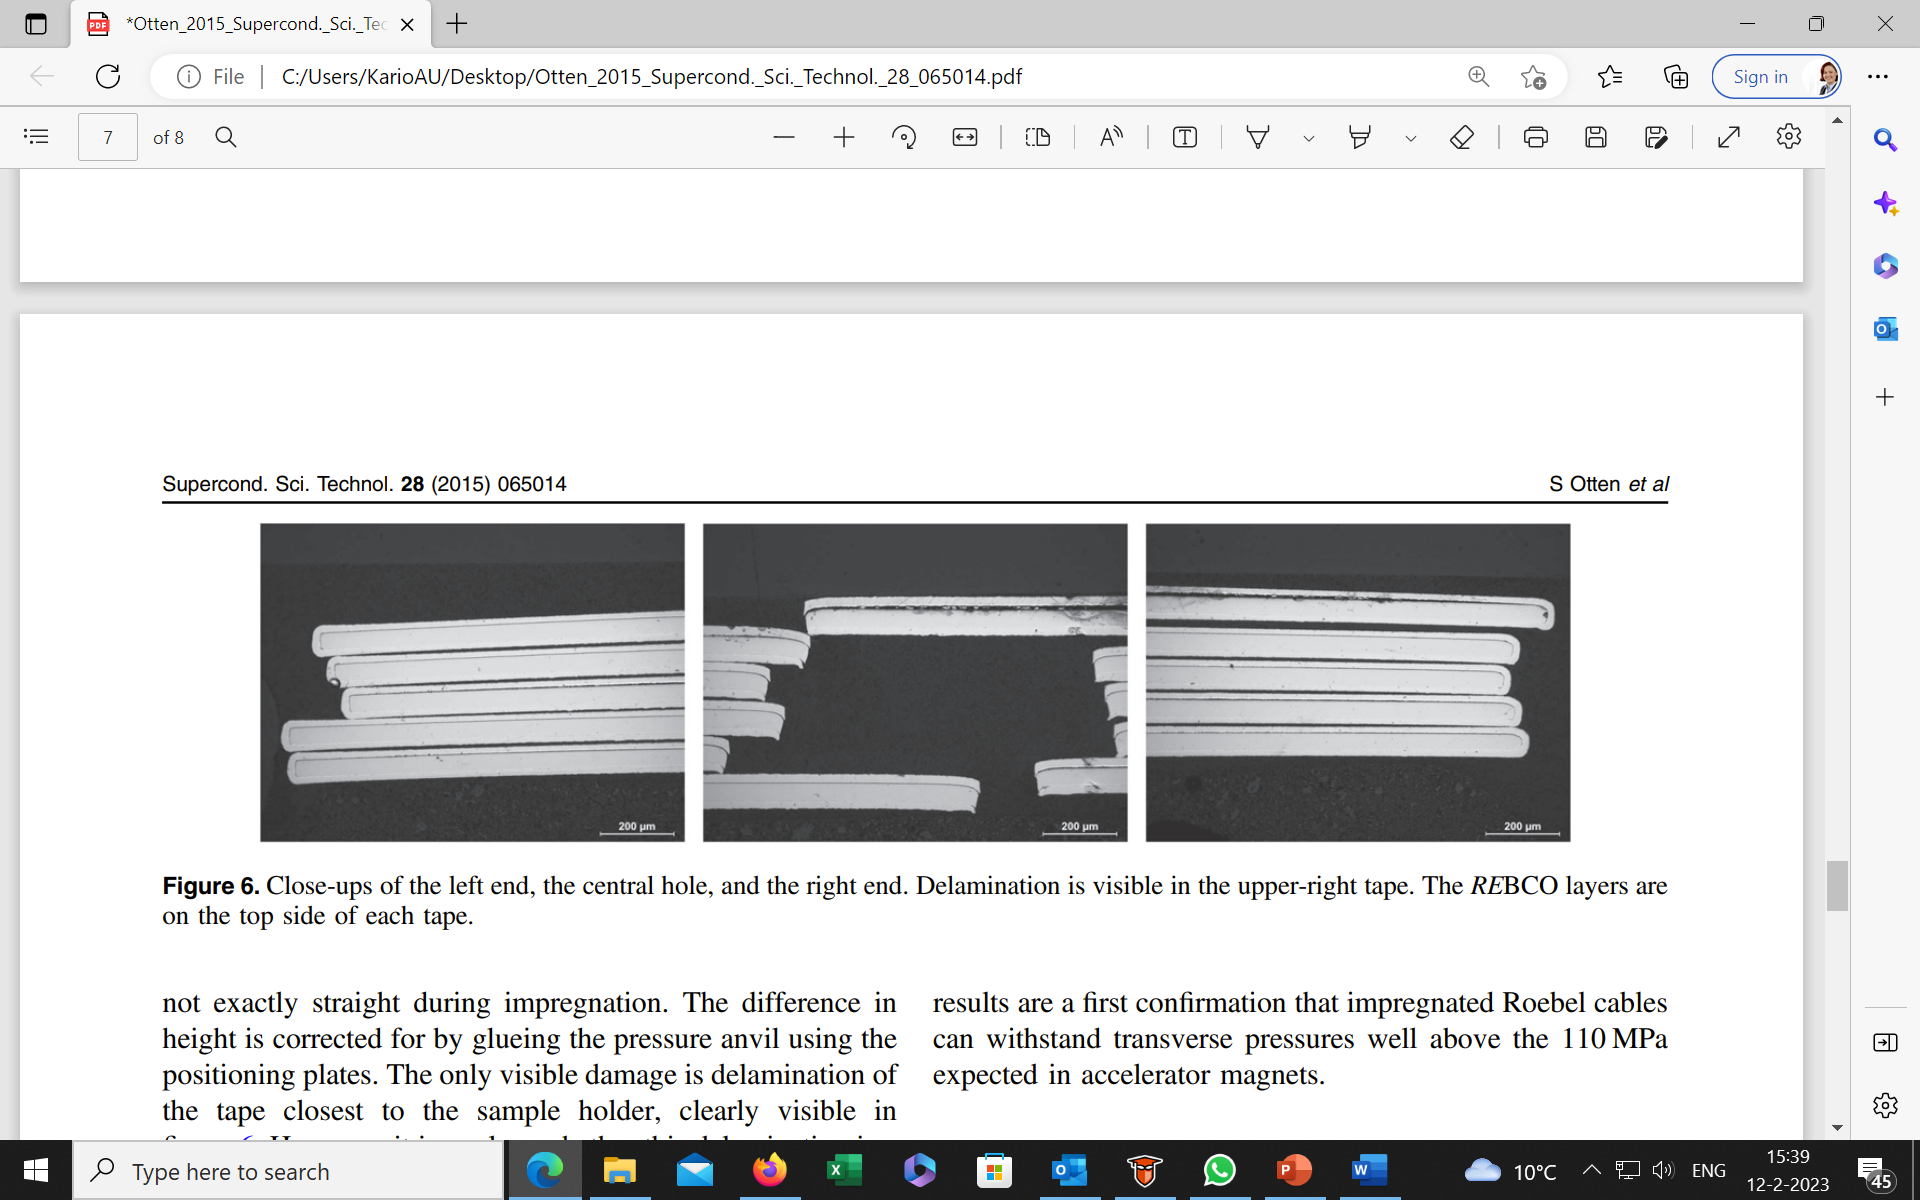 *Otten_2015_Supercond._Sci._Tec
File
C:/Users/KarioAU/Desktop/Otten_2015_Supercond._Sci._Technol._28_065014.pdf
Sign in
7
of 8
Supercond. Sci. Technol. 28 (2015) 065014
S Otten et al
200 µm
200 µm
200 µm
Figure 6. Close-ups of the left end, the central hole, and the right end. Delamination is visible in the upper-right tape. The REBCO layers are
on the top side of each tape.
not exactly straight during impregnation. The difference in
height is corrected for by glueing the pressure anvil using the
positioning plates. The only visible damage is delamination of
the tape closest to the sample holder, clearly visible in
results are a first confirmation that impregnated Roebel cables
can withstand transverse pressures well above the 110 MPa
expected in accelerator magnets.
Type here to search
10°C
ENG
15:39
12-2-2023
45